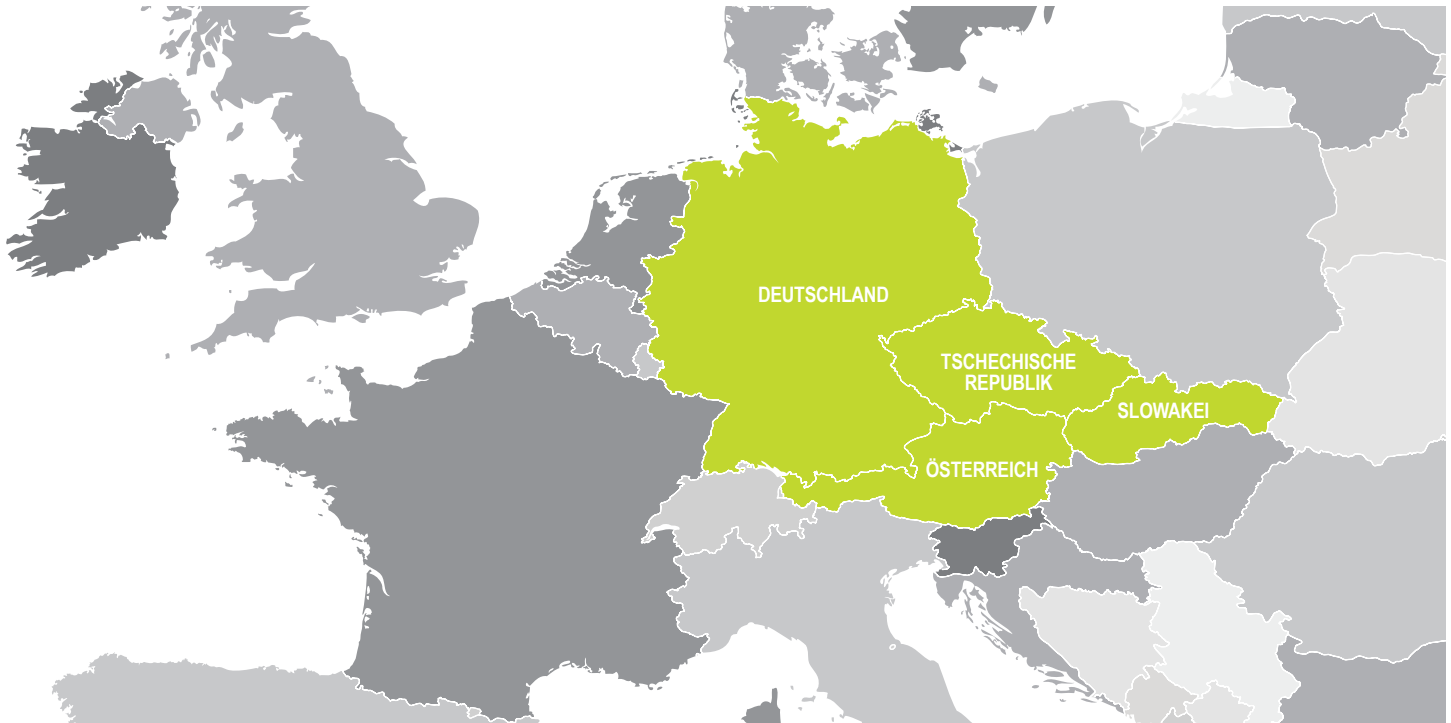 DEUTSCHLAND
TSCHECHISCHE
REPUBLIK
SLOWAKEI
ÖSTERREICH